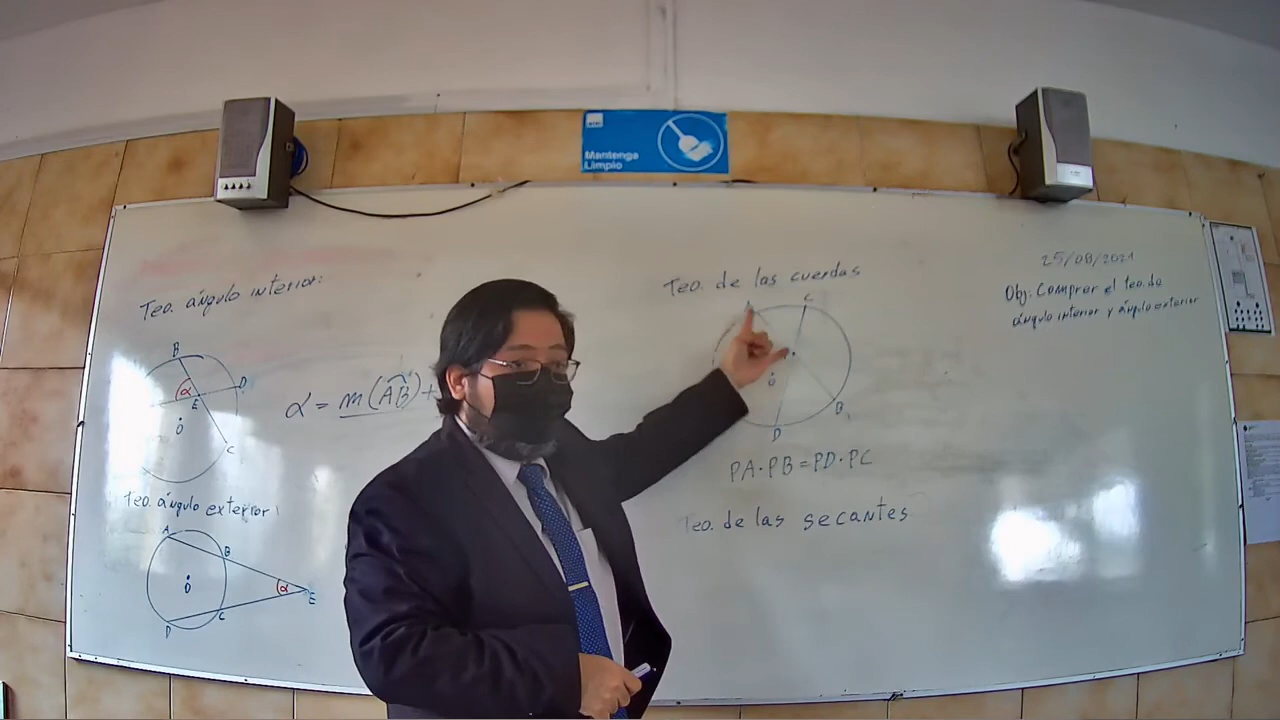 Mantenga
Limpio
Teo. ángulo interior:
B
D
α
E
O
C
α = m(AB) +
Teo. ángulo exterior:
A
B
O
α
E
C
D
Teo. de las cuerdas
C
O
B
D
PA·PB=PD·PC
Teo. de las secantes
25/08/2021
Obj: Comprer el teo. de
ángulo interior y ángulo exterior